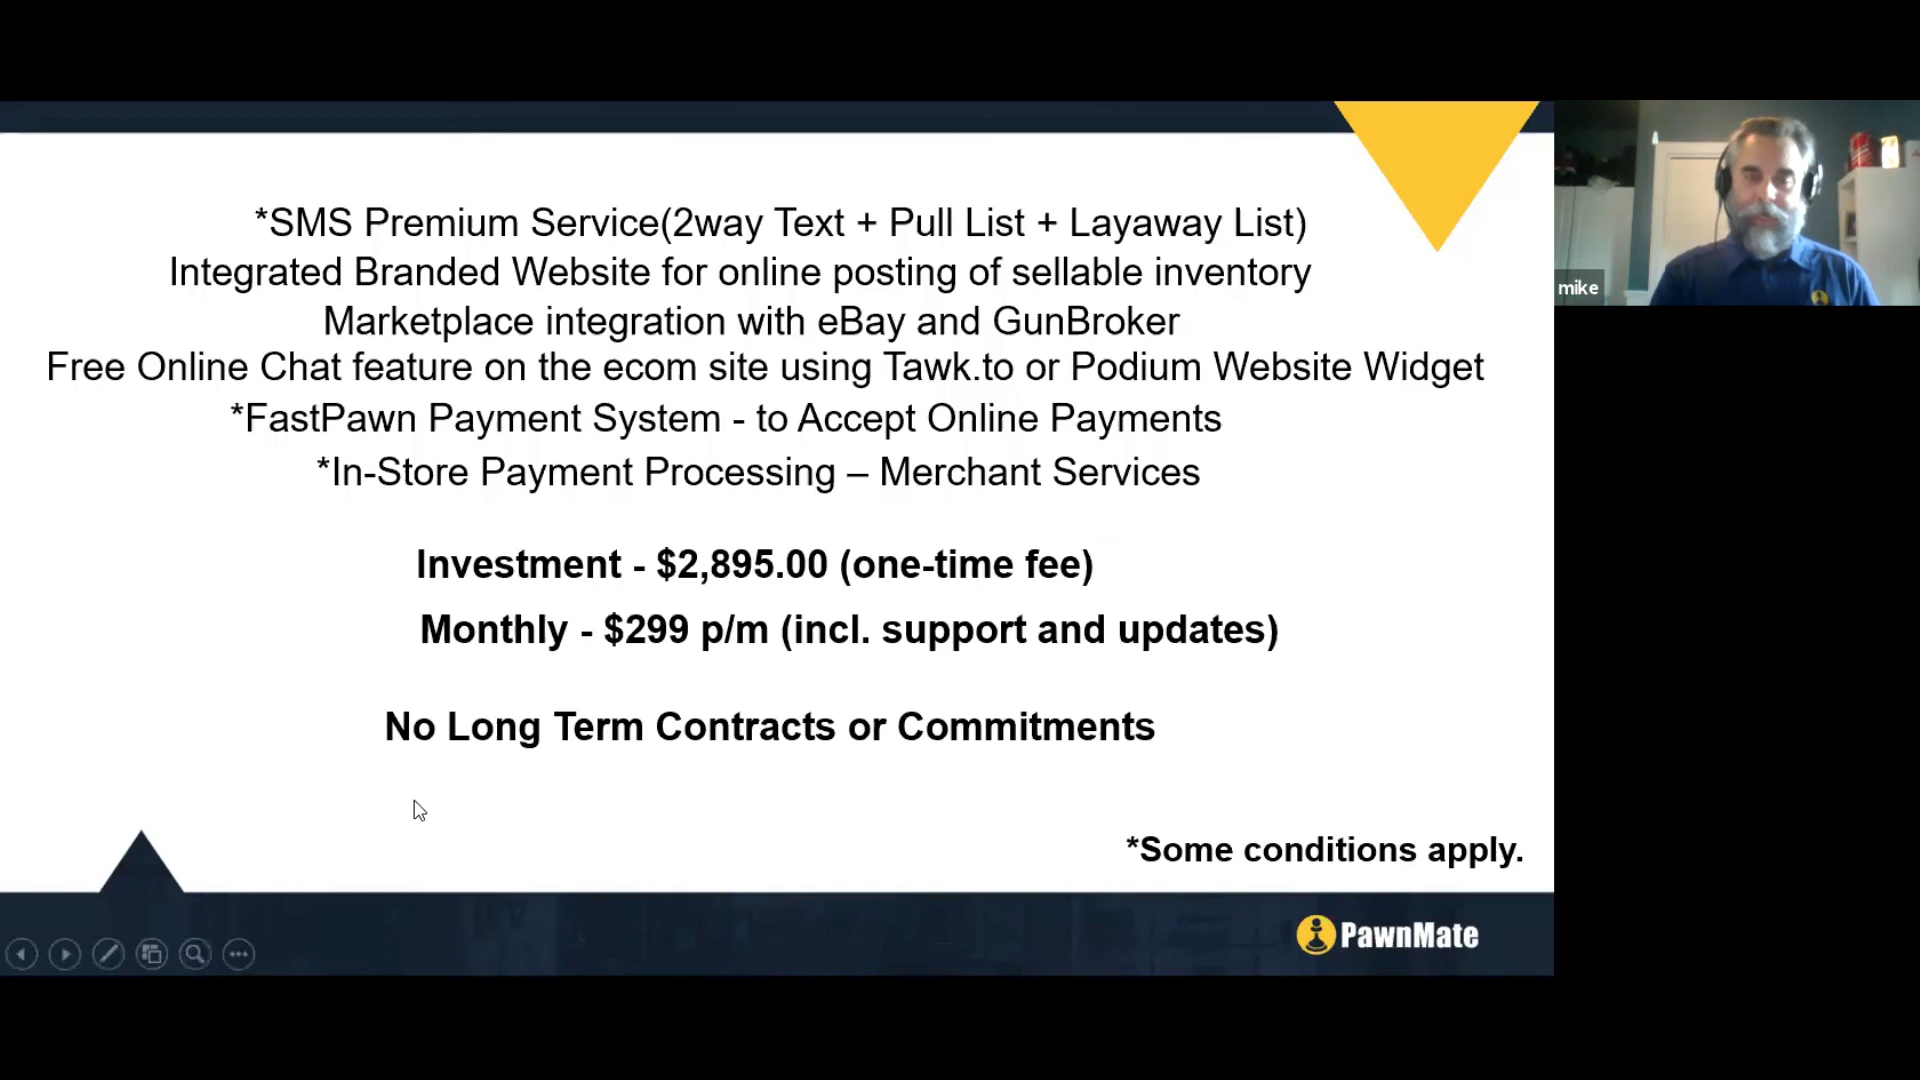 *SMS Premium Service(2way Text + Pull List + Layaway List)
Integrated Branded Website for online posting of sellable inventory
Marketplace integration with eBay and GunBroker
Free Online Chat feature on the ecom site using Tawk.to or Podium Website Widget
*FastPawn Payment System - to Accept Online Payments
*In-Store Payment Processing – Merchant Services
Investment - $2,895.00 (one-time fee)
Monthly - $299 p/m (incl. support and updates)
No Long Term Contracts or Commitments
*Some conditions apply.
PawnMate
mike